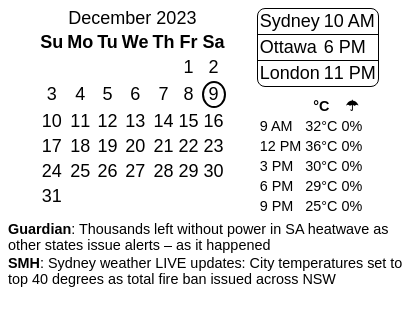 December 2023
Su Mo Tu We Th Fr Sa
1 2
3 4 5 6 7 8 9
10 11 12 13 14 15 16
17 18 19 20 21 22 23
24 25 26 27 28 29 30
31
Sydney 10 AM
Ottawa 6 PM
London 11 PM
°C ☂
9 AM 32°C 0%
12 PM 36°C 0%
3 PM 30°C 0%
6 PM 29°C 0%
9 PM 25°C 0%
Guardian: Thousands left without power in SA heatwave as
other states issue alerts – as it happened
SMH: Sydney weather LIVE updates: City temperatures set to
top 40 degrees as total fire ban issued across NSW